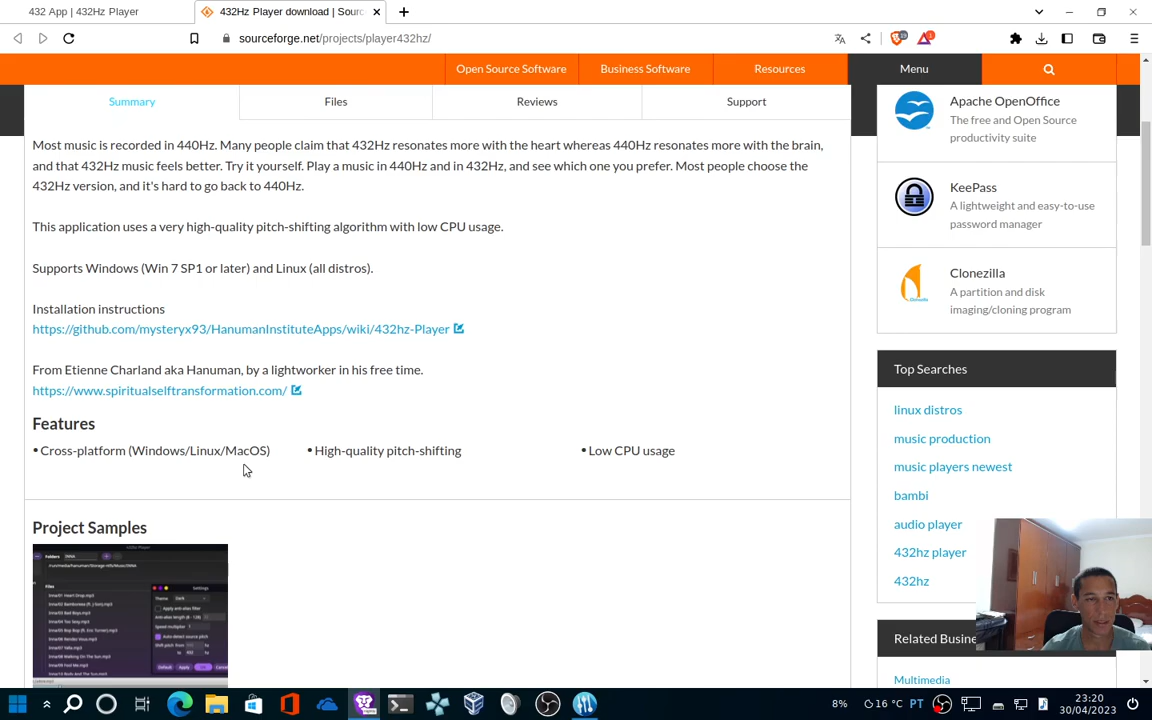 432 App | 432Hz Player
432Hz Player download | Sourc
sourceforge.net/projects/player432hz/
Open Source Software
Business Software
Resources
Menu
Summary
Files
Reviews
Support
Most music is recorded in 440Hz. Many people claim that 432Hz resonates more with the heart whereas 440Hz resonates more with the brain,
and that 432Hz music feels better. Try it yourself. Play a music in 440Hz and in 432Hz, and see which one you prefer. Most people choose the
432Hz version, and it's hard to go back to 440Hz.
This application uses a very high-quality pitch-shifting algorithm with low CPU usage.
Supports Windows (Win 7 SP1 or later) and Linux (all distros).
Installation instructions
https://github.com/mysteryx93/HanumanInstituteApps/wiki/432hz-Player
From Etienne Charland aka Hanuman, by a lightworker in his free time.
https://www.spiritualselftransformation.com/
Features
• Cross-platform (Windows/Linux/MacOS)
• High-quality pitch-shifting
• Low CPU usage
Project Samples
432Hz Player
Folders
Files
Settings
Theme
Dark
Apache OpenOffice
The free and Open Source
productivity suite
KeePass
A lightweight and easy-to-use
password manager
Clonezilla
A partition and disk
imaging/cloning program
Top Searches
linux distros
music production
music players newest
bambi
audio player
432hz player
432hz
Related Busine
Multimedia
8%
16 °C
PT
23:20
30/04/2023